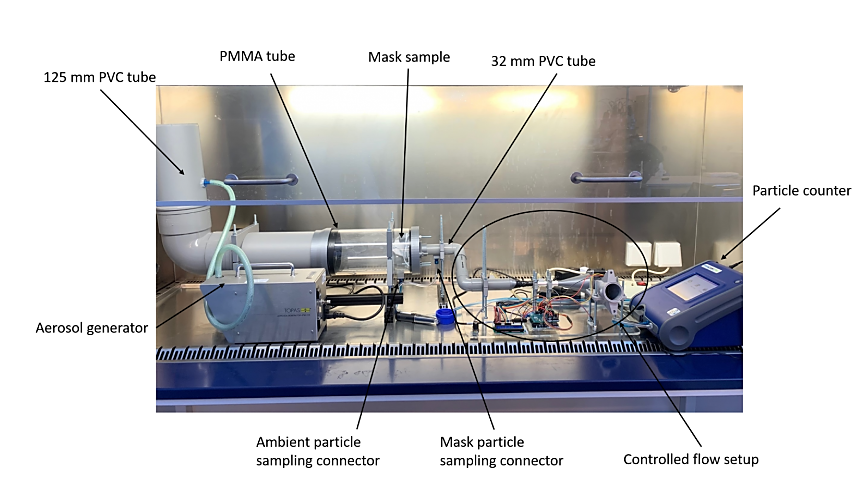 PMMA tube
Mask sample
32 mm PVC tube
125 mm PVC tube
Particle counter
Aerosol generator
Ambient particle
sampling connector
Mask particle
sampling connector
Controlled flow setup
TOPAS